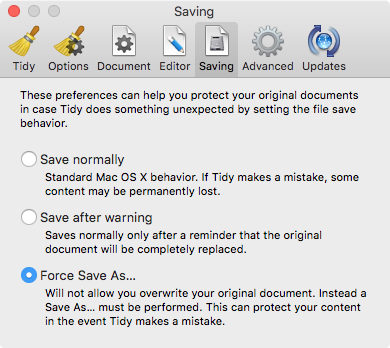 Saving
Tidy Options Document Editor Saving Advanced Updates
These preferences can help you protect your original documents
in case Tidy does something unexpected by setting the file save
behavior.
Save normally
Standard Mac OS X behavior. If Tidy makes a mistake, some
content may be permanently lost.
Save after warning
Saves normally only after a reminder that the original
document will be completely replaced.
Force Save As...
Will not allow you overwrite your original document. Instead a
Save As... must be performed. This can protect your content
in the event Tidy makes a mistake.